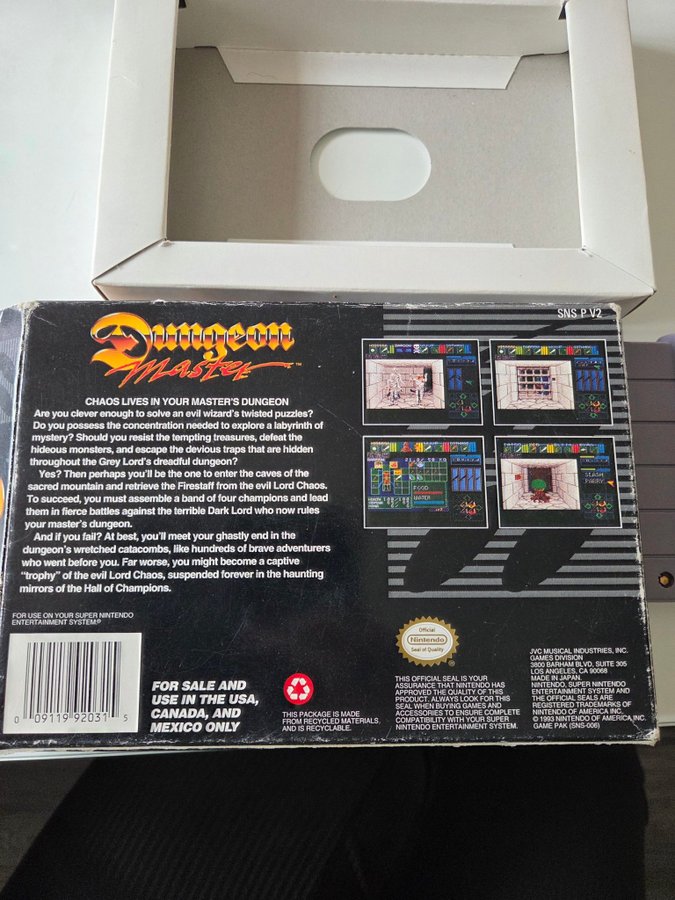 SNS P V2
Dungeon
Master™
CHAOS LIVES IN YOUR MASTER'S DUNGEON
Are you clever enough to solve an evil wizard's twisted puzzles?
Do you possess the concentration needed to explore a labyrinth of
mystery? Should you resist the tempting treasures, defeat the
hideous monsters, and escape the devious traps that are hidden
throughout the Grey Lord's dreadful dungeon?
Yes? Then perhaps you'll be the one to enter the caves of the
sacred mountain and retrieve the Firestaff from the evil Lord Chaos.
To succeed, you must assemble a band of four champions and lead
them in fierce battles against the terrible Dark Lord who now rules
your master's dungeon.
And if you fail? At best, you'll meet your ghastly end in the
dungeon's wretched catacombs, like hundreds of brave adventurers
who went before you. Far worse, you might become a captive
"trophy" of the evil Lord Chaos, suspended forever in the haunting
mirrors of the Hall of Champions.
FOOD
WATER
SLASH
PARRY
FOR USE ON YOUR SUPER NINTENDO
ENTERTAINMENT SYSTEM®
0 09119 92031 5
FOR SALE AND
USE IN THE USA,
CANADA, AND
MEXICO ONLY
THIS PACKAGE IS MADE
FROM RECYCLED MATERIALS,
AND IS RECYCLABLE.
Official
Nintendo
Seal of Quality
THIS OFFICIAL SEAL IS YOUR
ASSURANCE THAT NINTENDO HAS
APPROVED THE QUALITY OF THIS
PRODUCT. ALWAYS LOOK FOR THIS
SEAL WHEN BUYING GAMES AND
ACCESSORIES TO ENSURE COMPLETE
COMPATIBILITY WITH YOUR SUPER
NINTENDO ENTERTAINMENT SYSTEM.
JVC MUSICAL INDUSTRIES, INC.
GAMES DIVISION
3800 BARHAM BLVD, SUITE 305
LOS ANGELES, CA 90068
MADE IN JAPAN.
NINTENDO, SUPER NINTENDO
ENTERTAINMENT SYSTEM AND
THE OFFICIAL SEALS ARE
REGISTERED TRADEMARKS OF
NINTENDO OF AMERICA INC.
© 1993 NINTENDO OF AMERICA INC.
GAME PAK (SNS-006)